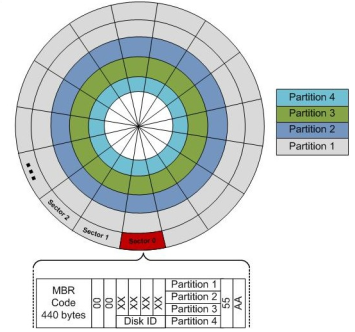 Partition 4
Partition 3
Partition 2
Partition 1
Sector 2
Sector 1
Sector 0
MBR
Code
440 bytes
00
00
XX
XX
XX
XX
Disk ID
Partition 1
Partition 2
Partition 3
Partition 4
55
AA